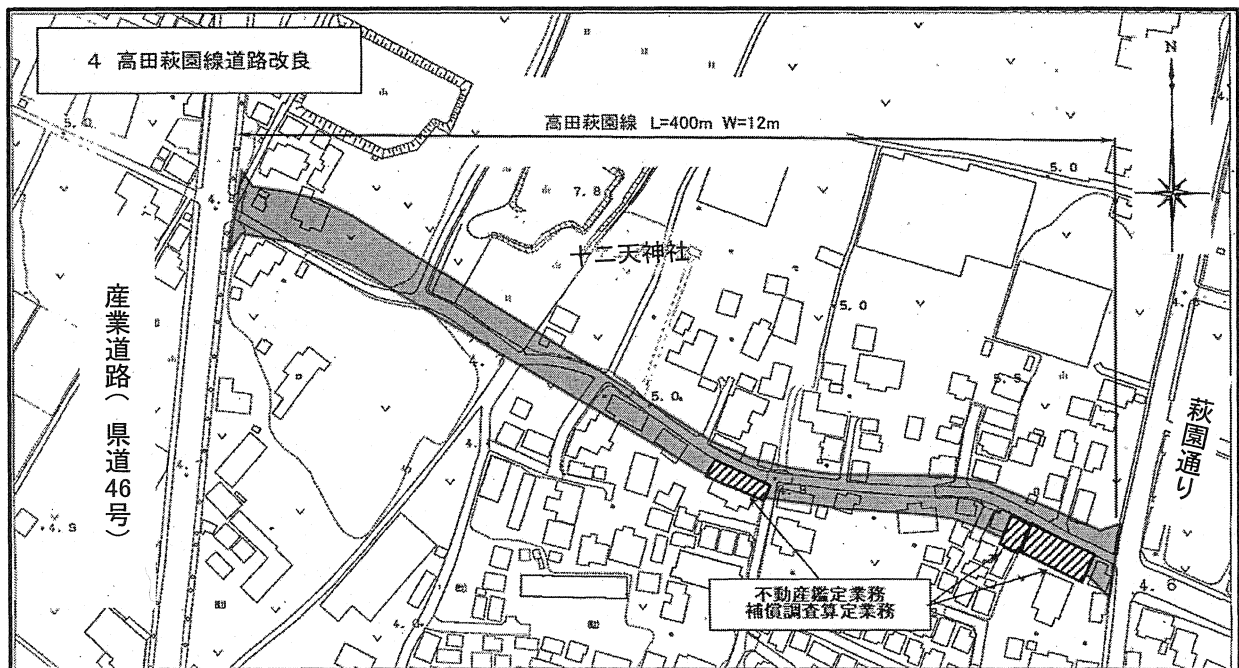 4 高田萩園線道路改良
N
高田萩園線 L=400m W=12m
5.0
5.0
7.8
十二天神社
5.0
産業道路(県道46号)
5.5
5.0
萩園通り
4.6
不動産鑑定業務
補償調査算定業務